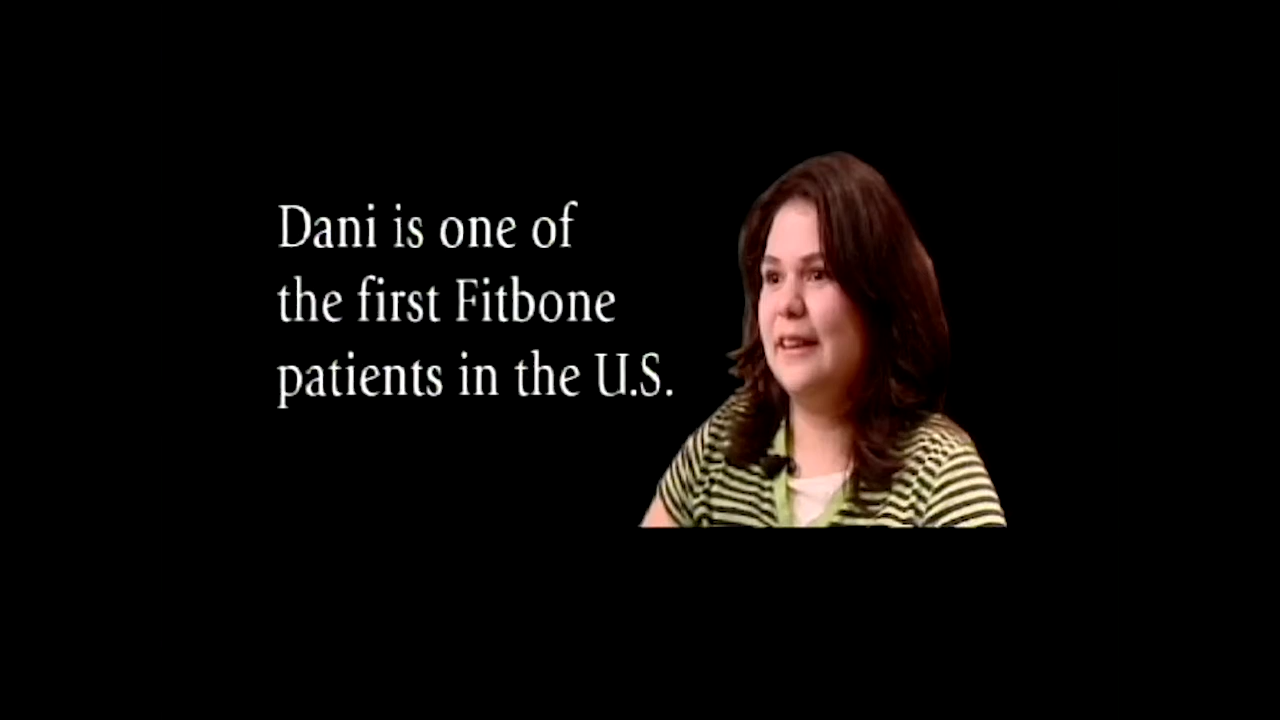 Dani is one of
the first Fitbone
patients in the U.S.